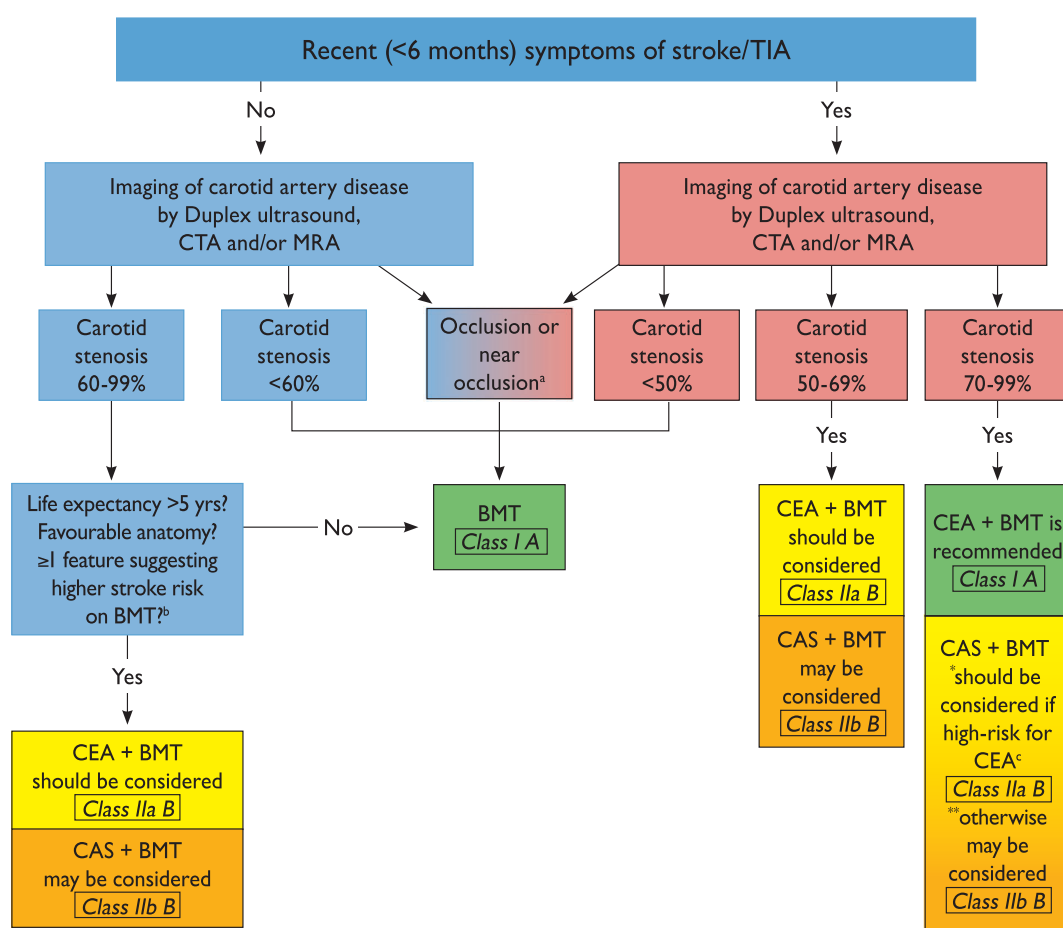 Recent (<6 months) symptoms of stroke/TIA
No
Yes
Imaging of carotid artery disease
by Duplex ultrasound,
CTA and/or MRA
Imaging of carotid artery disease
by Duplex ultrasound,
CTA and/or MRA
Carotid
stenosis
60-99%
Carotid
stenosis
<60%
Occlusion or
near
occlusionᵃ
Carotid
stenosis
<50%
Carotid
stenosis
50-69%
Carotid
stenosis
70-99%
Yes
Yes
Life expectancy >5 yrs?
Favourable anatomy?
≥1 feature suggesting
higher stroke risk
on BMT?ᵇ
No
BMT
Class I A
CEA + BMT
should be
considered
Class IIa B
CAS + BMT
may be
considered
Class IIb B
CEA + BMT is
recommended
Class I A
CAS + BMT
*should be
considered if
high-risk for
CEAᶜ
Class IIa B
**otherwise
may be
considered
Class IIb B
Yes
CEA + BMT
should be considered
Class IIa B
CAS + BMT
may be considered
Class IIb B